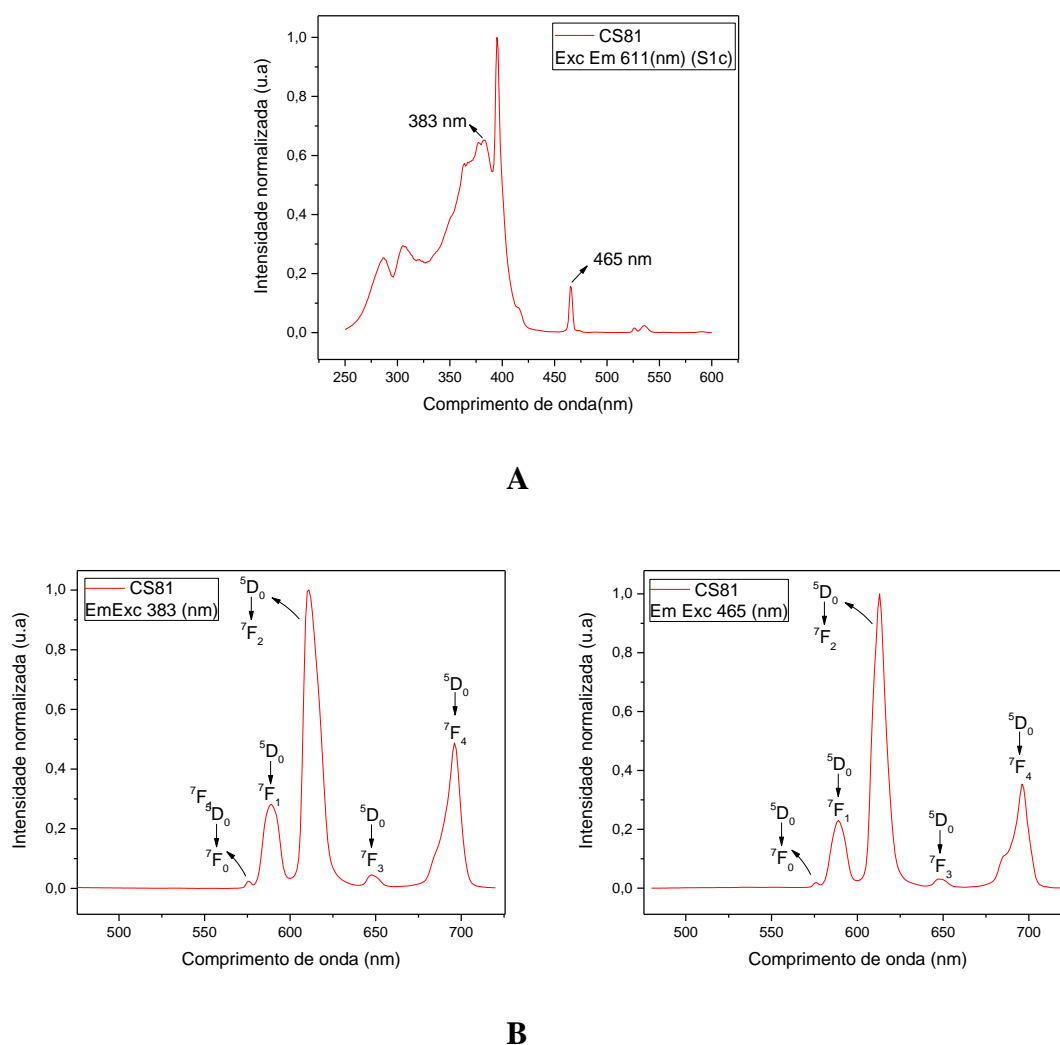 CS81
Exc Em 611(nm) (S1c)
383 nm
465 nm
Intensidade normalizada (u.a)
1,0
0,8
0,6
0,4
0,2
0,0
250 300 350 400 450 500 550 600
Comprimento de onda(nm)
A
CS81
EmExc 383 (nm)
Intensidade normalizada (u.a)
1,0
0,8
0,6
0,4
0,2
0,0
⁵D₀
⁷F₂
⁵D₀
⁷F₄
⁵D₀
⁷F₁
⁷F₁
⁵D₀
⁷F₀
⁵D₀
⁷F₃
500 550 600 650 700
Comprimento de onda (nm)
CS81
Em Exc 465 (nm)
Intensidade normalizada (u.a)
1,0
0,8
0,6
0,4
0,2
0,0
⁵D₀
⁷F₂
⁵D₀
⁷F₄
⁵D₀
⁷F₁
⁵D₀
⁷F₀
⁵D₀
⁷F₃
500 550 600 650 700
Comprimento de onda (nm)
B